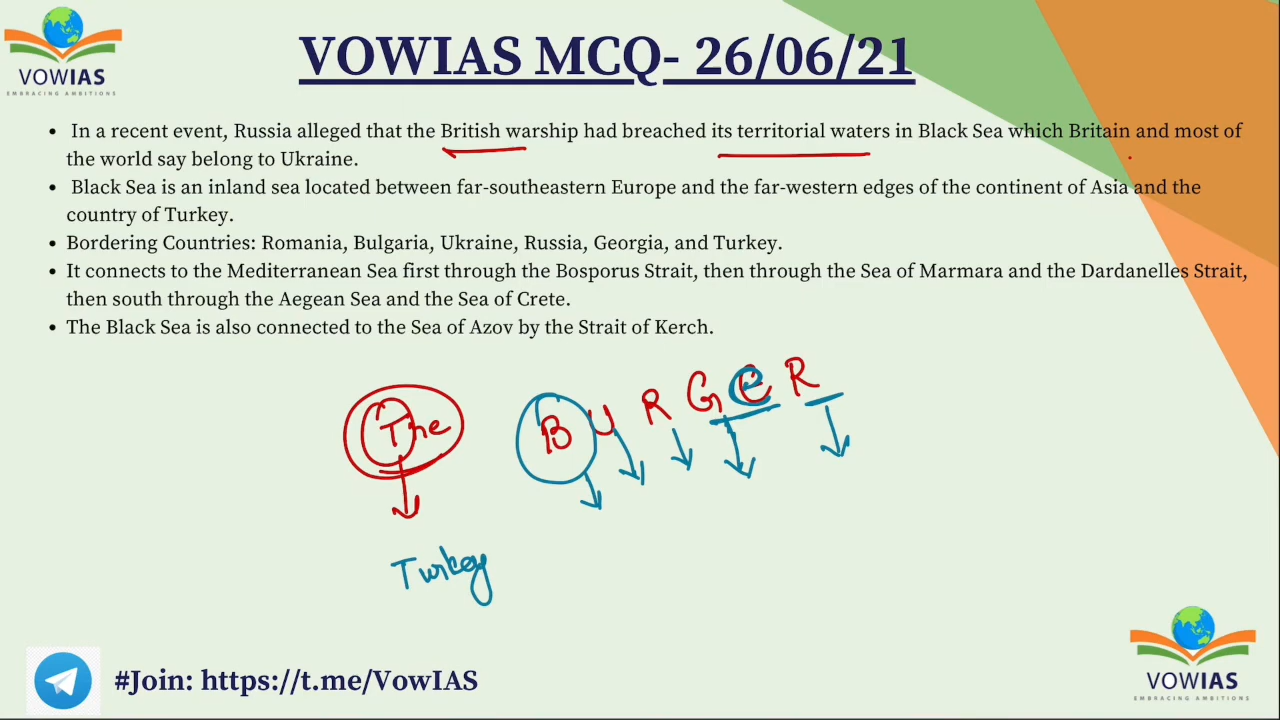 VOWIAS
EMBRACING AMBITIONS
VOWIAS MCQ- 26/06/21
• In a recent event, Russia alleged that the British warship had breached its territorial waters in Black Sea which Britain and most of
the world say belong to Ukraine.
• Black Sea is an inland sea located between far-southeastern Europe and the far-western edges of the continent of Asia and the
country of Turkey.
• Bordering Countries: Romania, Bulgaria, Ukraine, Russia, Georgia, and Turkey.
• It connects to the Mediterranean Sea first through the Bosporus Strait, then through the Sea of Marmara and the Dardanelles Strait,
then south through the Aegean Sea and the Sea of Crete.
• The Black Sea is also connected to the Sea of Azov by the Strait of Kerch.
The BURGeR
Turkey
#Join: https://t.me/VowIAS
VOWIAS
EMBRACING AMBITIONS